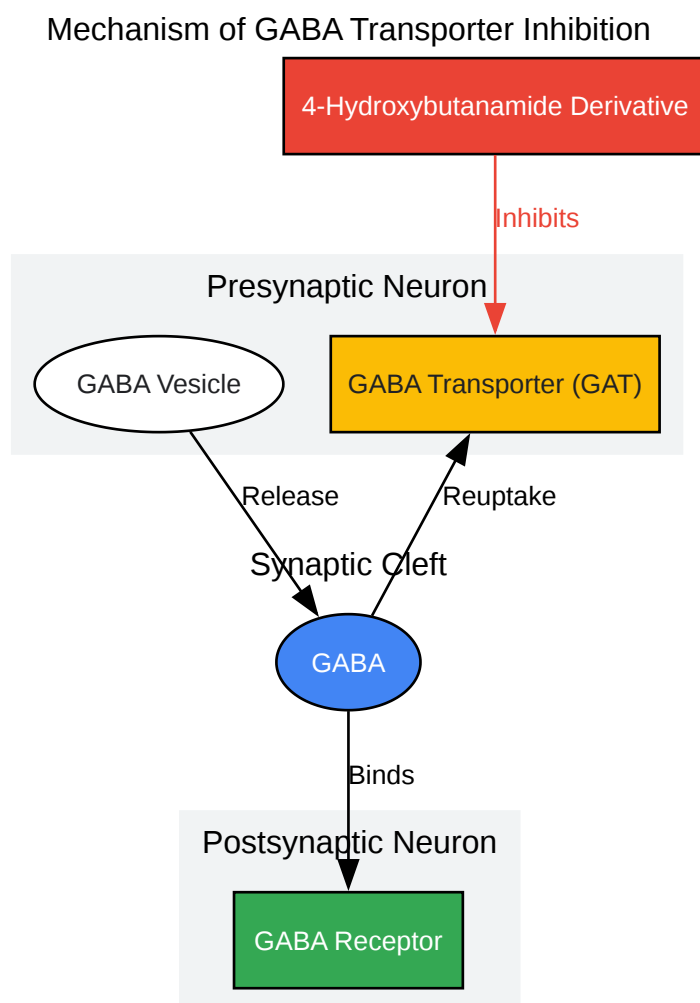 Mechanism of GABA Transporter Inhibition
4-Hydroxybutanamide Derivative
Inhibits
Presynaptic Neuron
GABA Vesicle
GABA Transporter (GAT)
Release
Reuptake
Synaptic Cleft
GABA
Binds
Postsynaptic Neuron
GABA Receptor